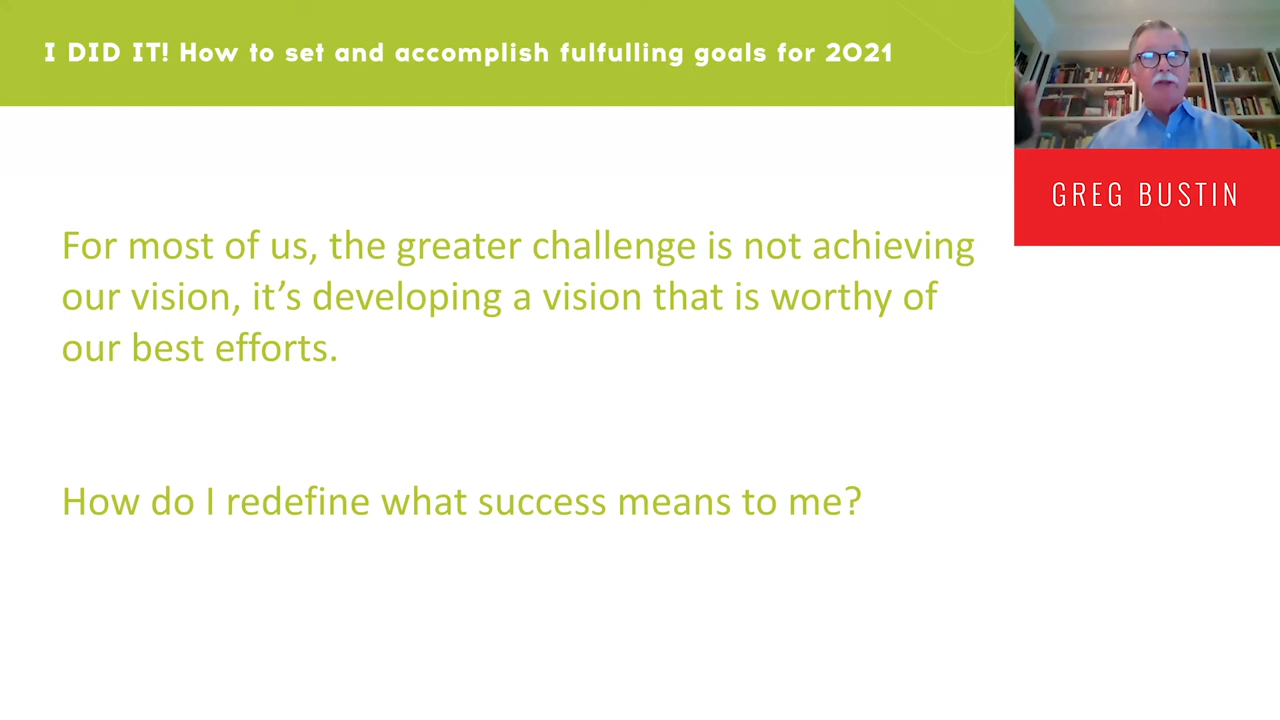 I DID IT! How to set and accomplish fulfulling goals for 2021
GREG BUSTIN
For most of us, the greater challenge is not achieving
our vision, it’s developing a vision that is worthy of
our best efforts.
How do I redefine what success means to me?